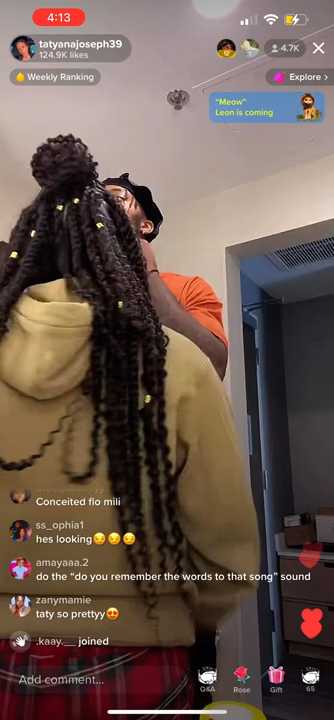 4:13
tatyanajoseph39
124.9K likes
4.7K
Weekly Ranking
Explore >
"Meow"
Leon is coming
Conceited flo mili
ss_ophia1
hes looking😏😏😏
amayaaa.2
do the “do you remember the words to that song” sound
zanymamie
taty so prettyy😍
.kaay.__ joined
Add comment...
Q&A
Rose
Gift
65